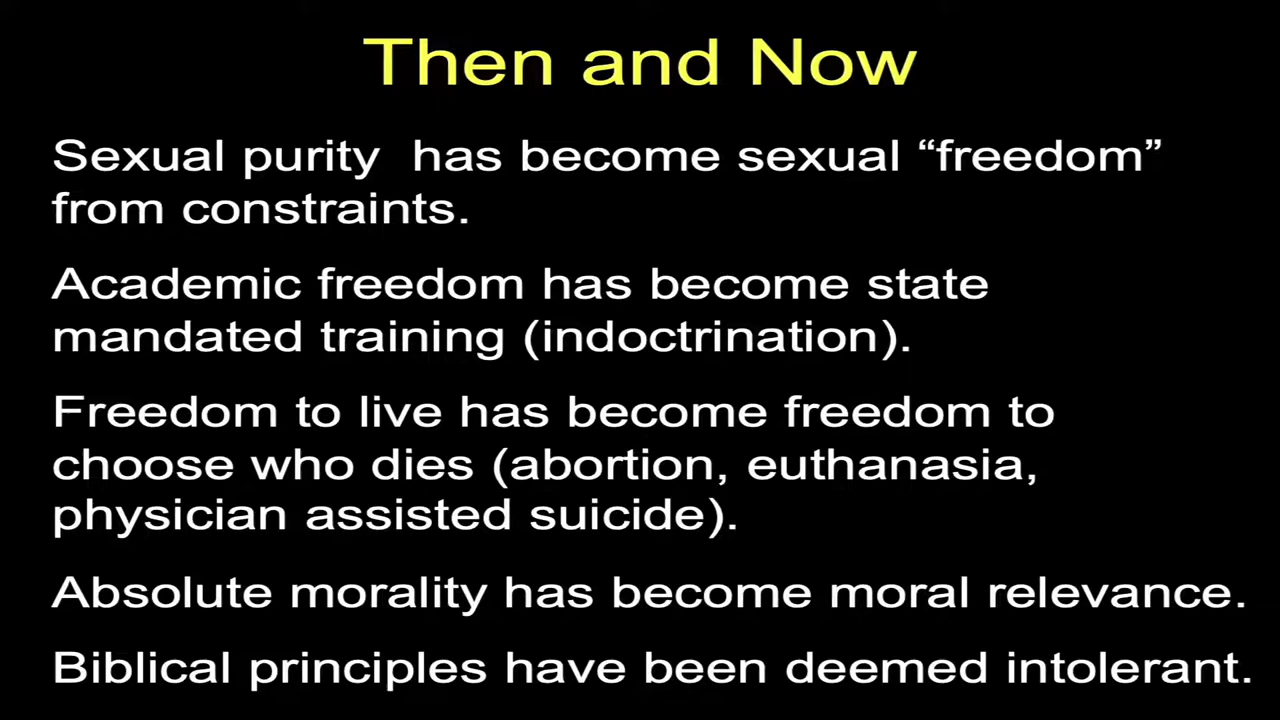 Then and Now
Sexual purity  has become sexual “freedom”
from constraints.
Academic freedom has become state
mandated training (indoctrination).
Freedom to live has become freedom to
choose who dies (abortion, euthanasia,
physician assisted suicide).
Absolute morality has become moral relevance.
Biblical principles have been deemed intolerant.